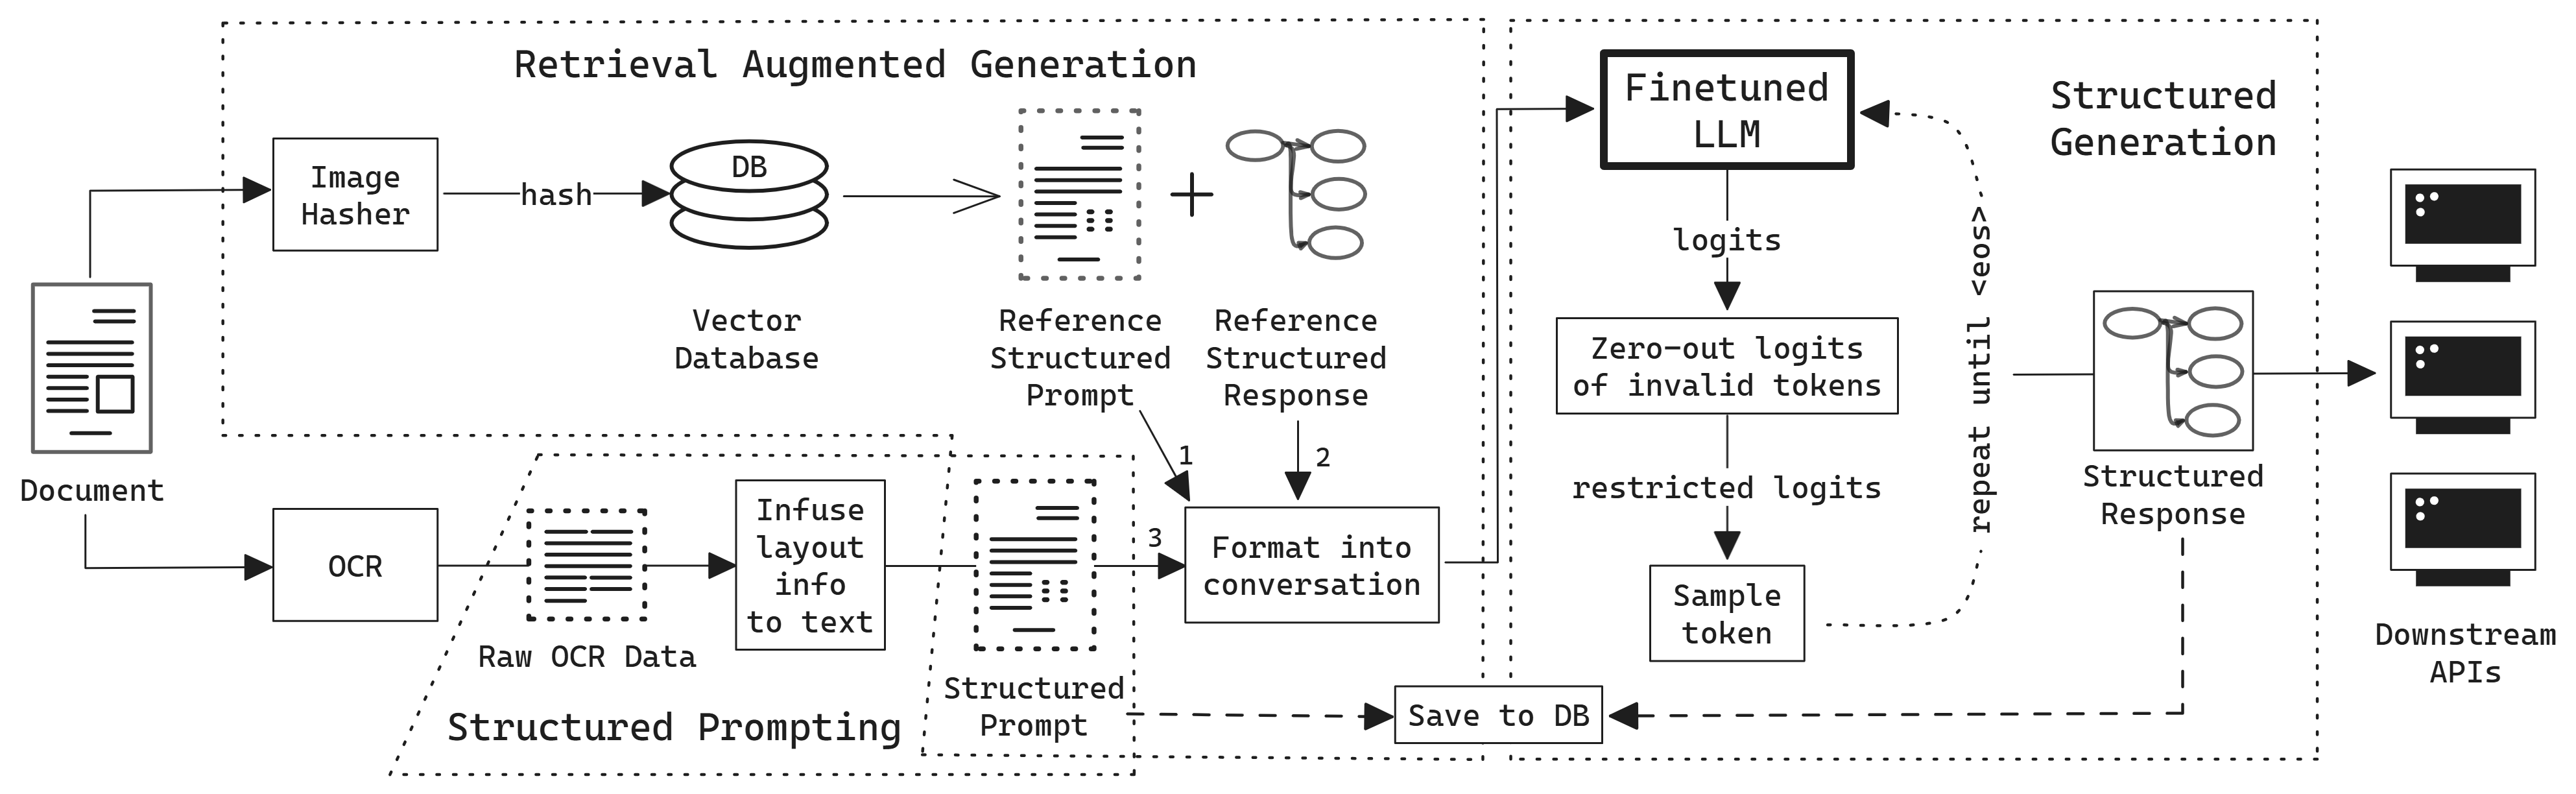 Retrieval Augmented Generation
Image
Hasher
hash
DB
Vector
Database
Reference
Structured
Prompt
Reference
Structured
Response
1
2
3
Document
OCR
Raw OCR Data
Infuse
layout
info
to text
Structured Prompting
Structured
Prompt
Format into
conversation
Save to DB
Finetuned
LLM
Structured
Generation
logits
Zero-out logits
of invalid tokens
restricted logits
Sample
token
repeat until <eos>
Structured
Response
Downstream
APIs